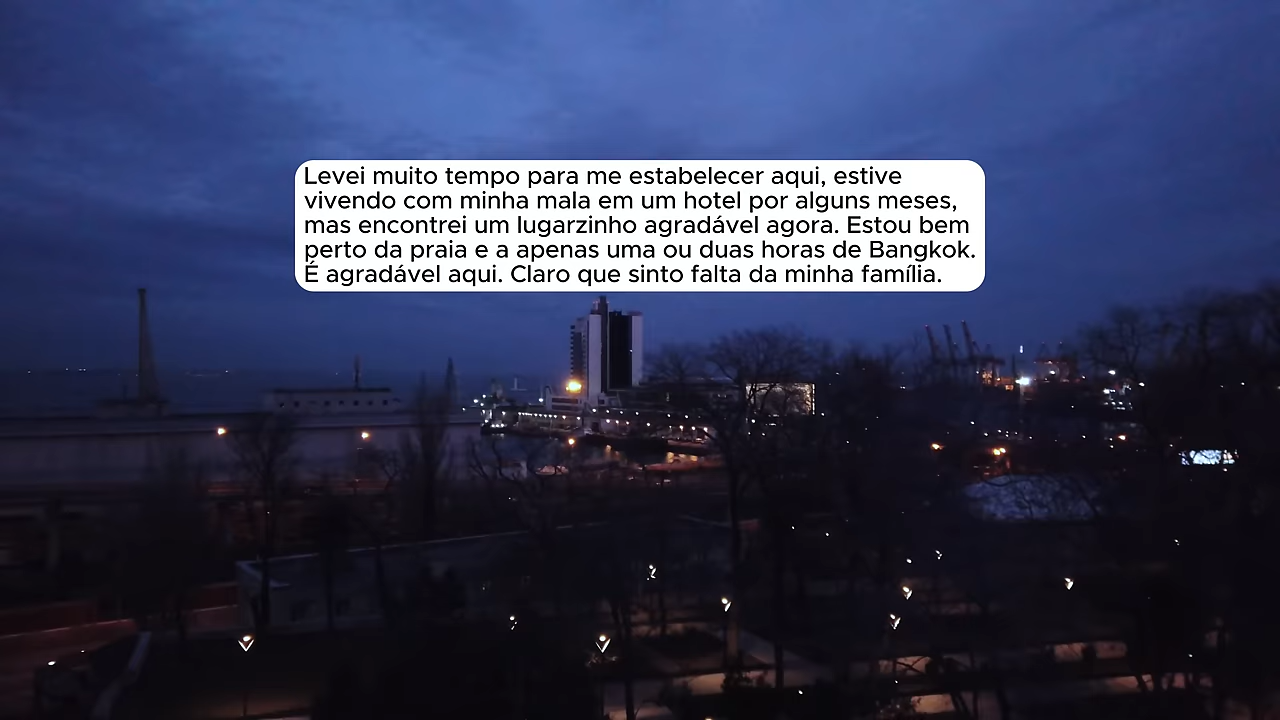 Levei muito tempo para me estabelecer aqui, estive
vivendo com minha mala em um hotel por alguns meses,
mas encontrei um lugarzinho agradável agora. Estou bem
perto da praia e a apenas uma ou duas horas de Bangkok.
É agradável aqui. Claro que sinto falta da minha família.